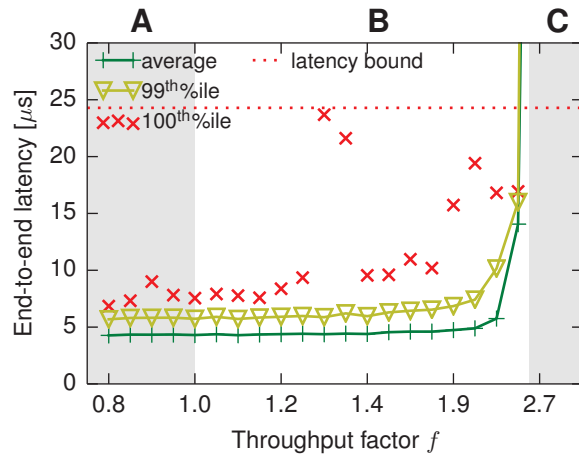 A B C
30
25
20
15
10
5
0
End-to-end latency [μs]
average
99th%ile
100th%ile
latency bound
0.8 1.0 1.2 1.4 1.9 2.7
Throughput factor f